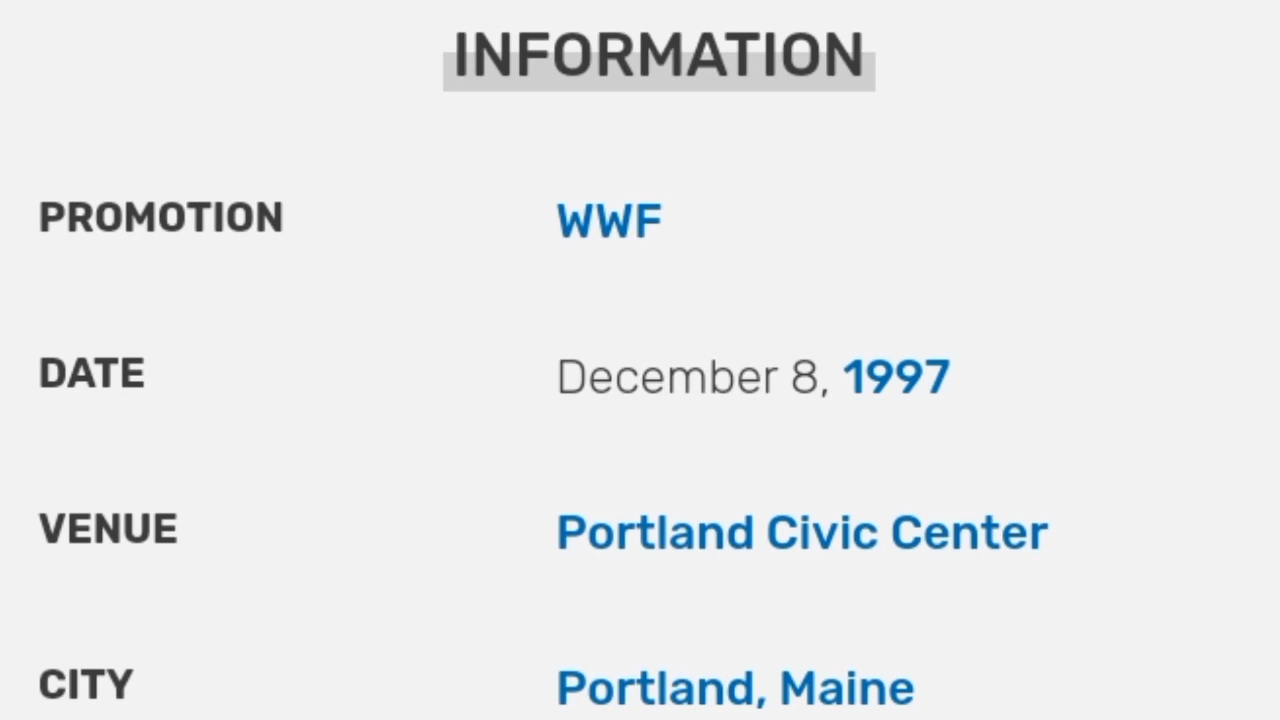 INFORMATION
PROMOTION WWF
DATE December 8, 1997
VENUE Portland Civic Center
CITY Portland, Maine